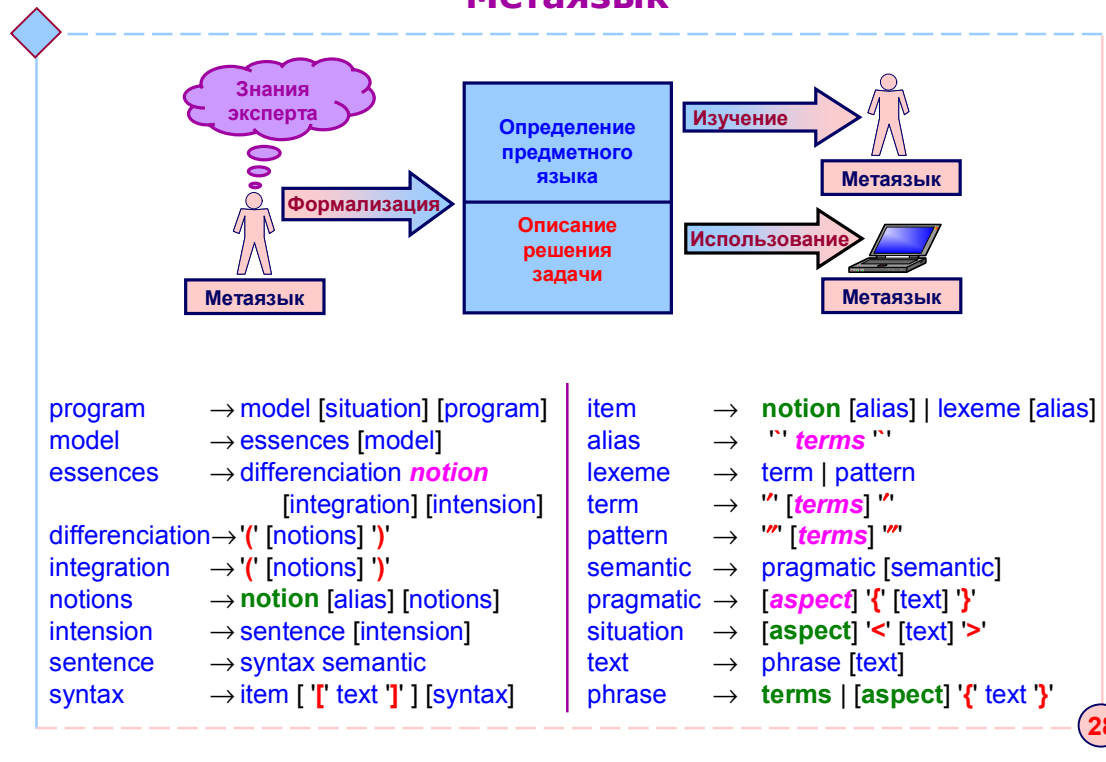 Метаязык
Знания
эксперта
Формализация
Метаязык
Определение
предметного
языка
Описание
решения
задачи
Изучение
Метаязык
Использование
Метаязык
program → model [situation] [program]
model → essences [model]
essences → differenciation notion
[integration] [intension]
differenciation → '(' [notions] ')'
integration → '(' [notions] ')'
notions → notion [alias] [notions]
intension → sentence [intension]
sentence → syntax semantic
syntax → item [ '[' text ']' ] [syntax]
item → notion [alias] | lexeme [alias]
alias → '`' terms '`'
lexeme → term | pattern
term → '′' [terms] '′'
pattern → '″' [terms] '″'
semantic → pragmatic [semantic]
pragmatic → [aspect] '{' [text] '}'
situation → [aspect] '<' [text] '>'
text → phrase [text]
phrase → terms | [aspect] '{' text '}'
28